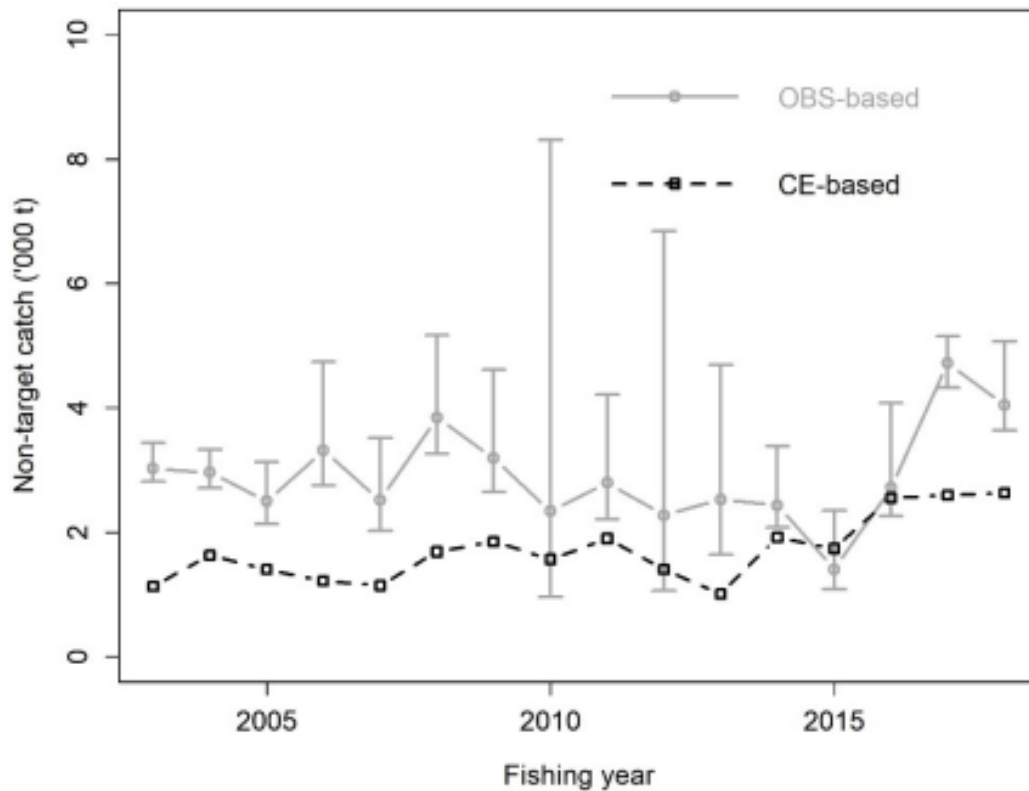 10
8
6
4
2
0
Non-target catch ('000 t)
OBS-based
CE-based
2005 2010 2015
Fishing year